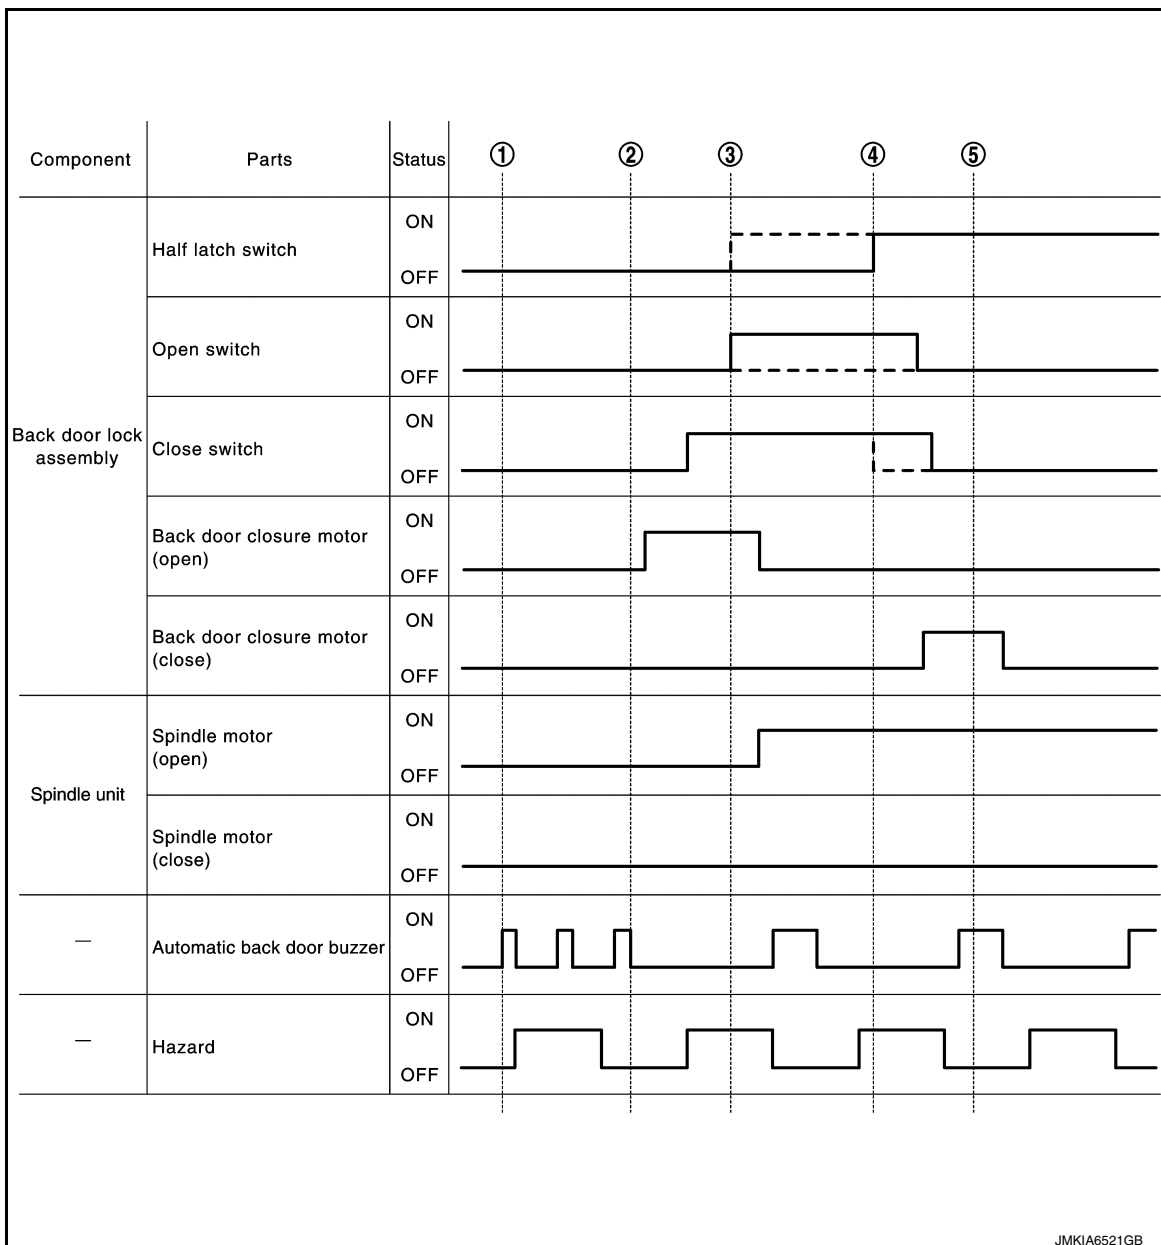 Component Parts Status ① ② ③ ④ ⑤
Back door lock
assembly
Half latch switch
ON
OFF
Open switch
ON
OFF
Close switch
ON
OFF
Back door closure motor
(open)
ON
OFF
Back door closure motor
(close)
ON
OFF
Spindle unit
Spindle motor
(open)
ON
OFF
Spindle motor
(close)
ON
OFF
—
Automatic back door buzzer
ON
OFF
—
Hazard
ON
OFF
JMKIA6521GB